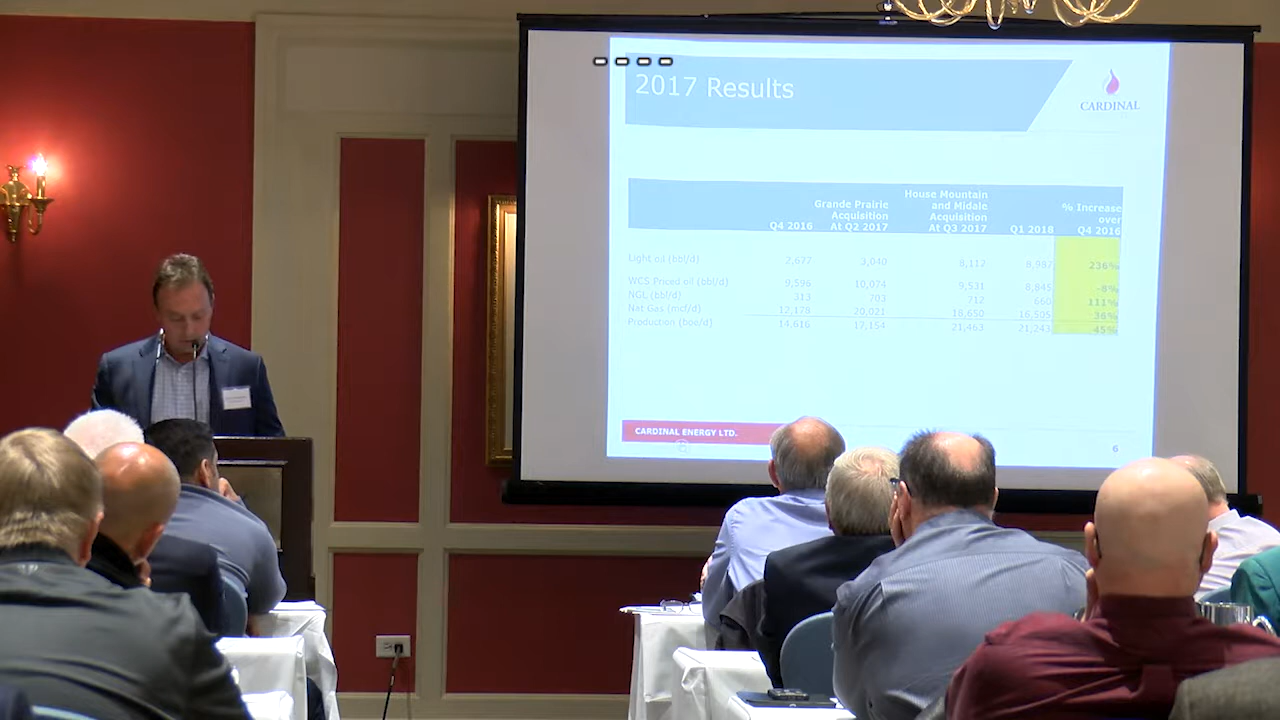 2017 Results
CARDINAL
House Mountain
Grande Prairie and Midale % Increase
Acquisition Acquisition over
Q4 2016 At Q2 2017 At Q3 2017 Q1 2018 Q4 2016
Light oil (bbl/d) 2,677 3,040 8,112 8,987 236%
WCS Priced oil (bbl/d) 9,596 10,074 9,531 8,845 -8%
NGL (bbl/d) 313 703 712 660 111%
Nat Gas (mcf/d) 12,178 20,021 18,650 16,505 36%
Production (boe/d) 14,616 17,154 21,463 21,243 45%
CARDINAL ENERGY LTD.
6